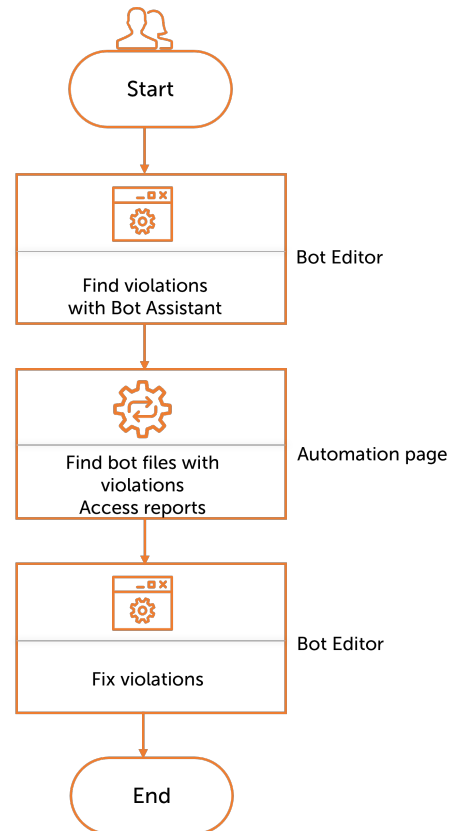 Start
Find violations
with Bot Assistant
Bot Editor
Find bot files with
violations
Access reports
Automation page
Fix violations
Bot Editor
End